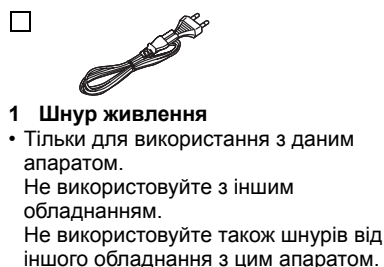 1 Шнур живлення
• Тільки для використання з даним
апаратом.
Не використовуйте з іншим
обладнанням.
Не використовуйте також шнурів від
іншого обладнання з цим апаратом.